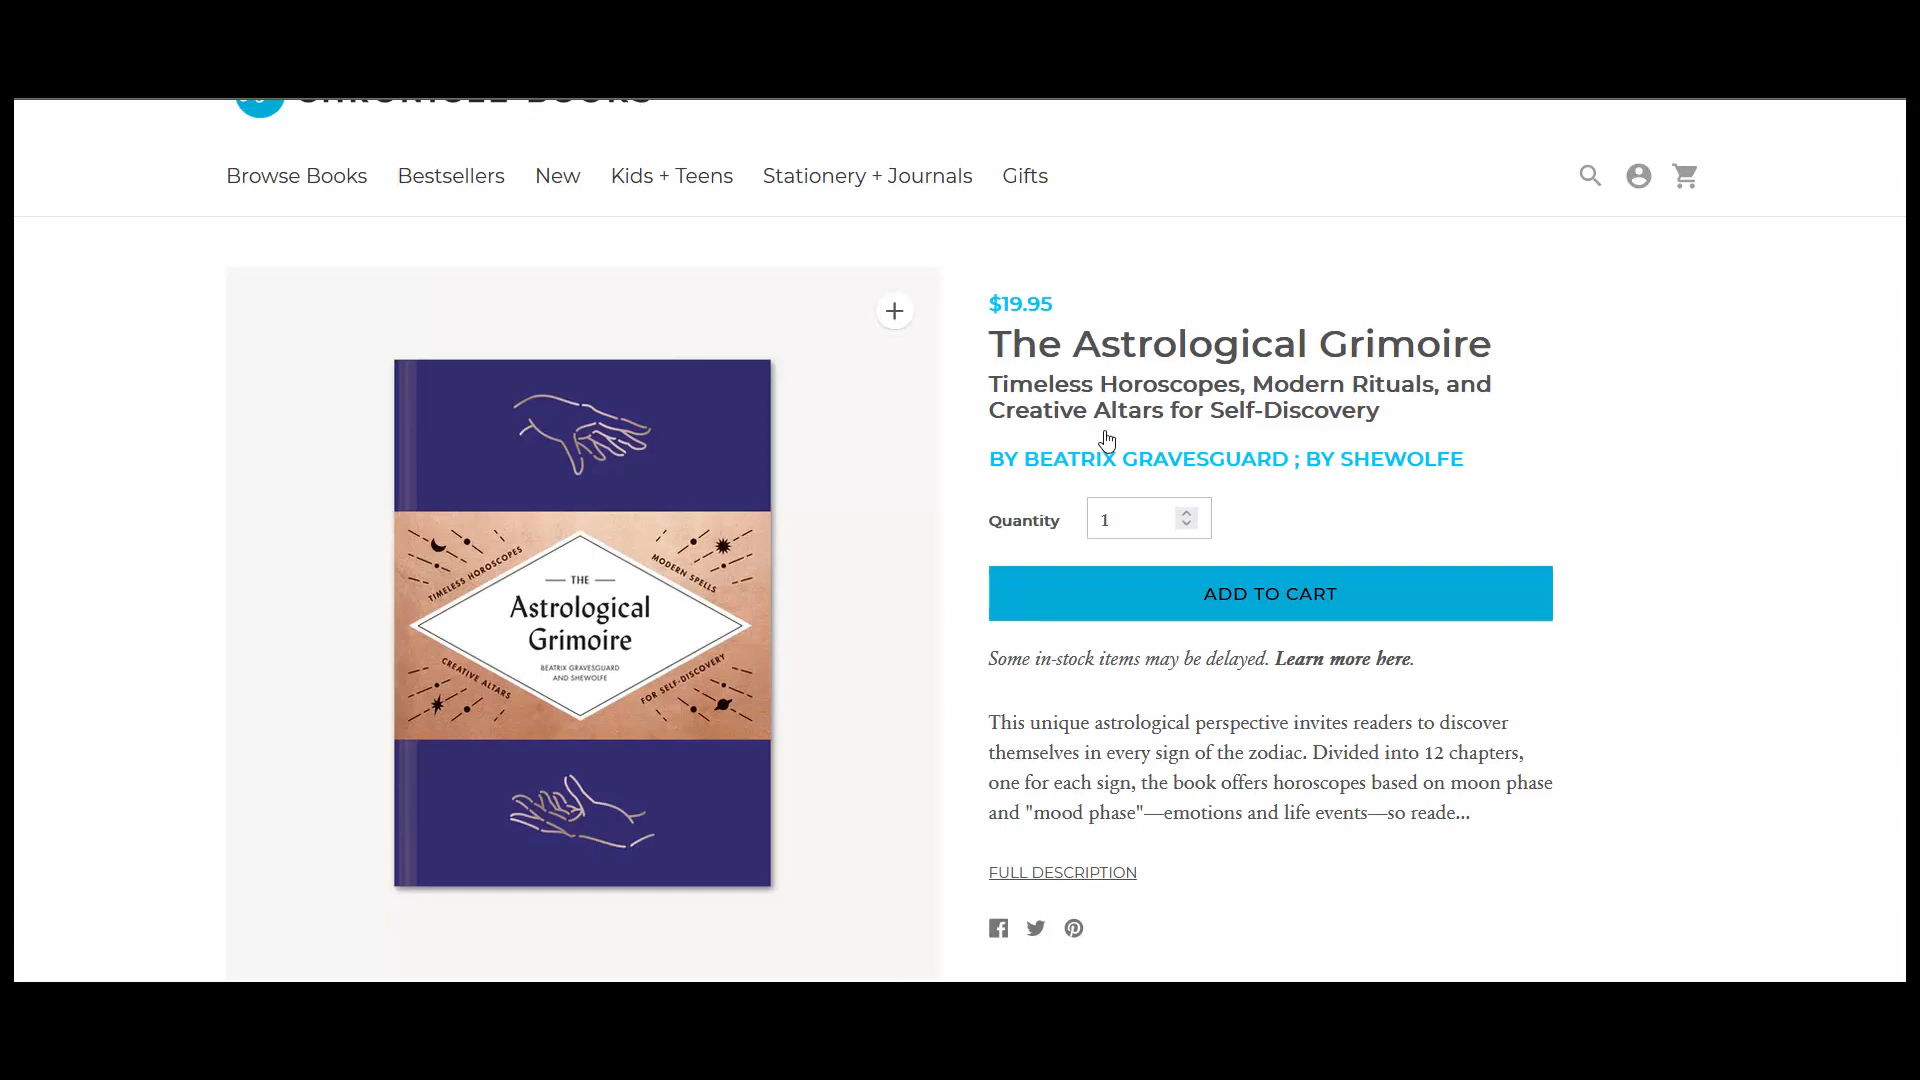 CHRONICLE BOOKS
Browse Books Bestsellers New Kids + Teens Stationery + Journals Gifts
$19.95
The Astrological Grimoire
Timeless Horoscopes, Modern Rituals, and
Creative Altars for Self-Discovery
BY BEATRIX GRAVESGUARD ; BY SHEWOLFE
Quantity 1
ADD TO CART
Some in-stock items may be delayed. Learn more here.
This unique astrological perspective invites readers to discover
themselves in every sign of the zodiac. Divided into 12 chapters,
one for each sign, the book offers horoscopes based on moon phase
and "mood phase"—emotions and life events—so reade...
FULL DESCRIPTION
TIMELESS HOROSCOPES
MODERN SPELLS
THE
Astrological
Grimoire
BEATRIX GRAVESGUARD
AND SHEWOLFE
CREATIVE ALTARS
FOR SELF-DISCOVERY